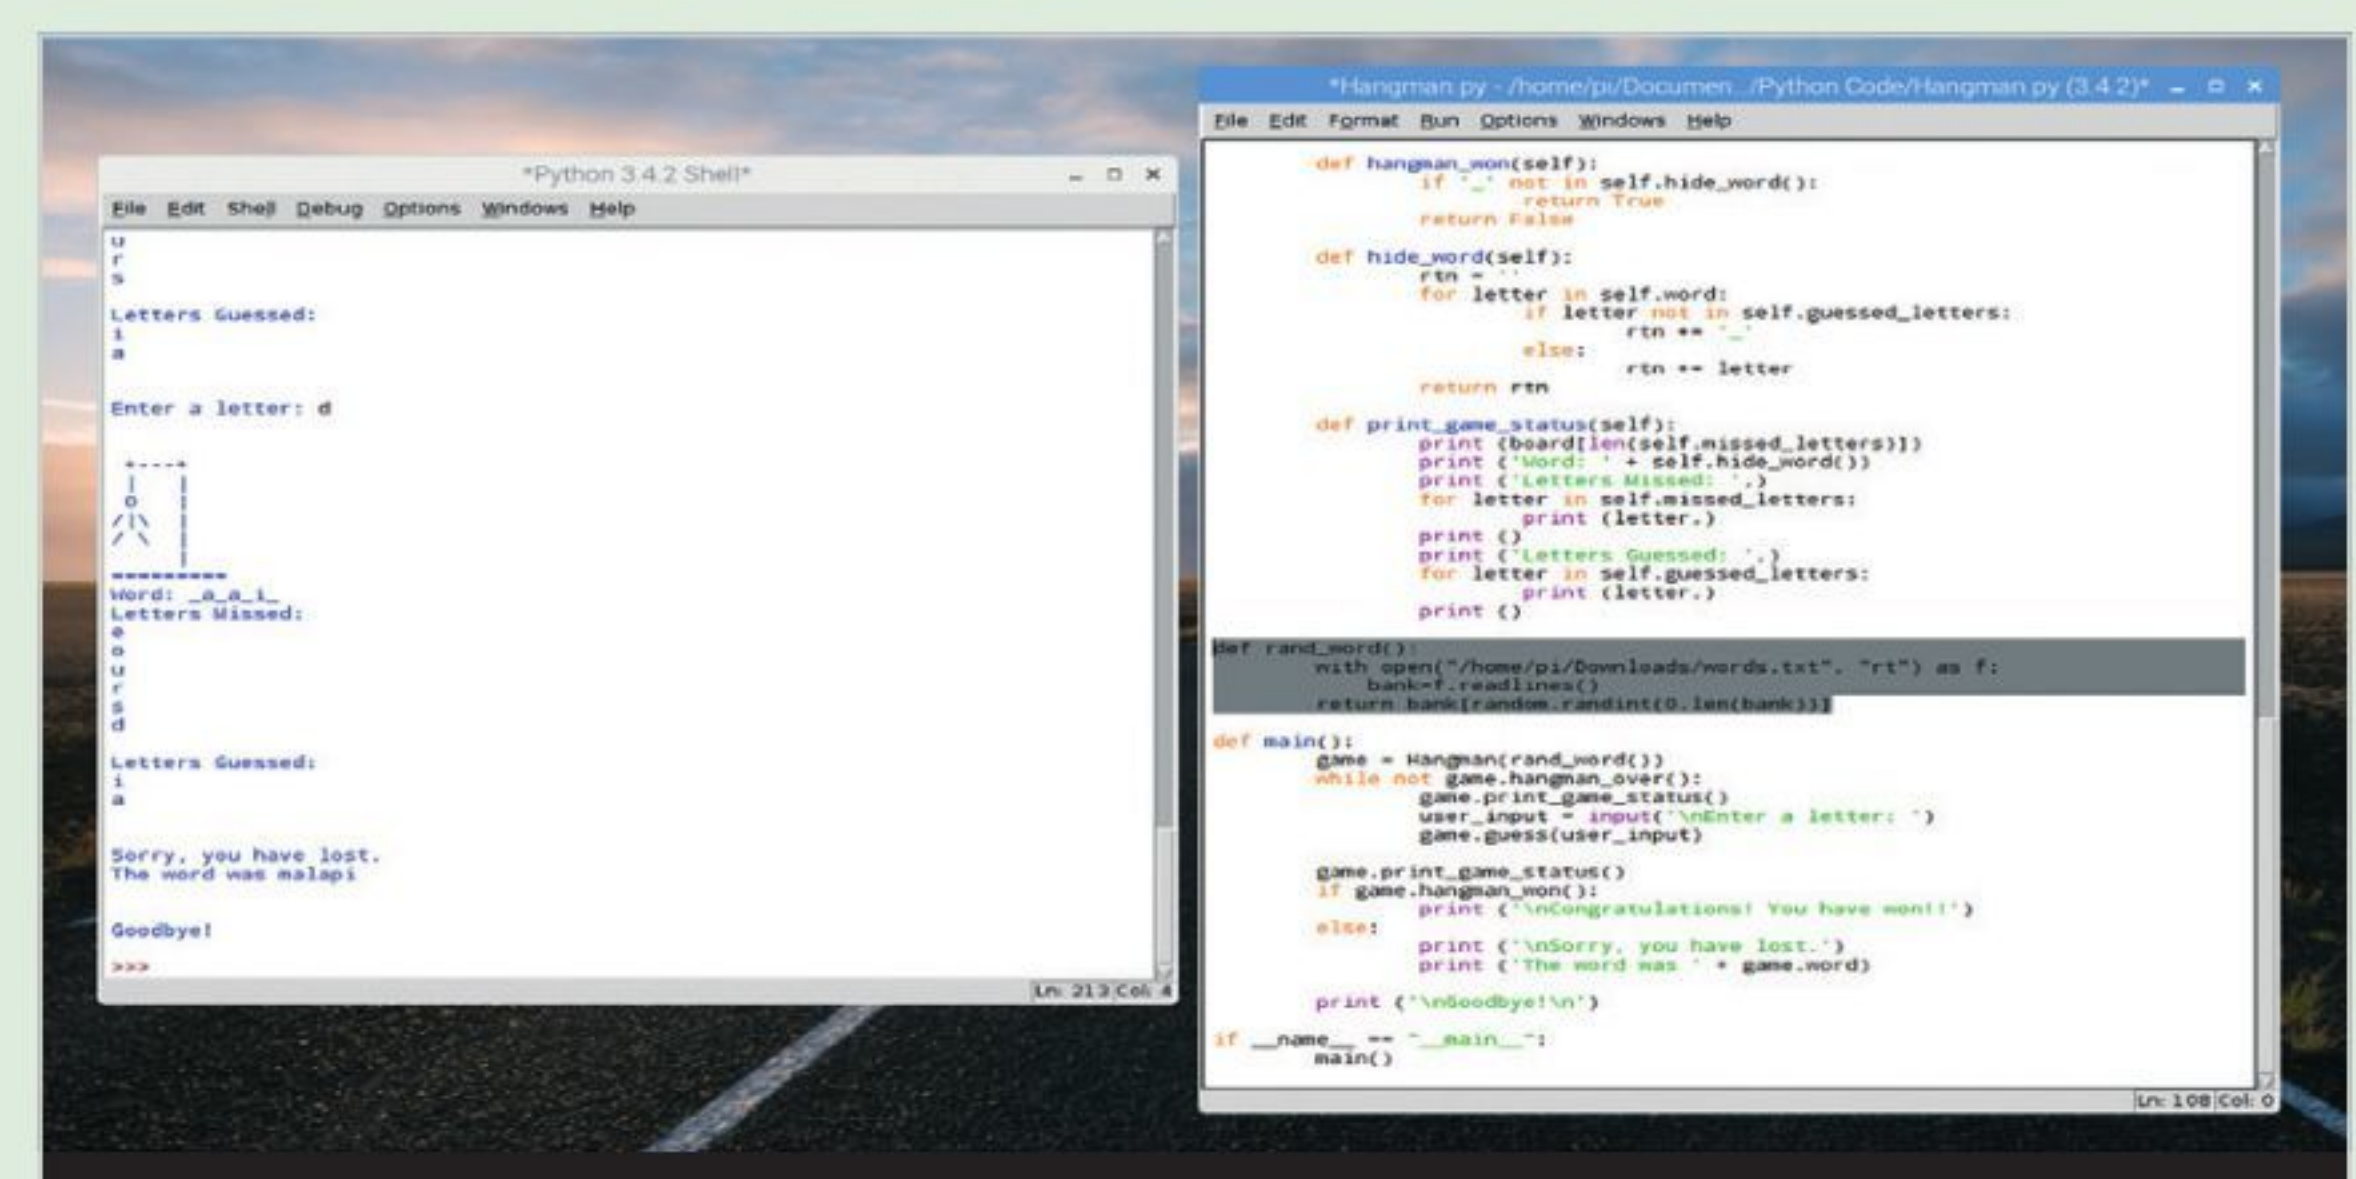 *Python 3.4.2 Shell*
File Edit Shell Debug Options Windows Help
u
r
s
Letters Guessed:
i
a
Enter a letter: d
+---+
|   |
O   |
/|\  |
/ \  |
|
=========
Word: _a_a_i_
Letters Missed:
e
o
u
r
s
d
Letters Guessed:
i
a
Sorry, you have lost.
The word was malapi
Goodbye!
>>>
Ln: 213 Col: 4
*Hangman.py - /home/pi/Documen.../Python Code/Hangman.py (3.4.2)*
File Edit Format Run Options Windows Help
def hangman_won(self):
if '_' not in self.hide_word():
return True
return False
def hide_word(self):
rtn = ''
for letter in self.word:
if letter not in self.guessed_letters:
rtn += '_'
else:
rtn += letter
return rtn
def print_game_status(self):
print (board[len(self.missed_letters)])
print ('Word: ' + self.hide_word())
print ('Letters Missed: ',)
for letter in self.missed_letters:
print (letter,)
print ()
print ('Letters Guessed: ',)
for letter in self.guessed_letters:
print (letter,)
print ()
def rand_word():
with open("/home/pi/Downloads/words.txt", "rt") as f:
bank=f.readlines()
return bank[random.randint(0,len(bank))]
def main():
game = Hangman(rand_word())
while not game.hangman_over():
game.print_game_status()
user_input = input('\nEnter a letter: ')
game.guess(user_input)
game.print_game_status()
if game.hangman_won():
print ('\nCongratulations! You have won!!')
else:
print ('\nSorry, you have lost.')
print ('The word was ' + game.word)
print ('\nGoodbye!\n')
if __name__ == "__main__":
main()
Ln: 108 Col: 0